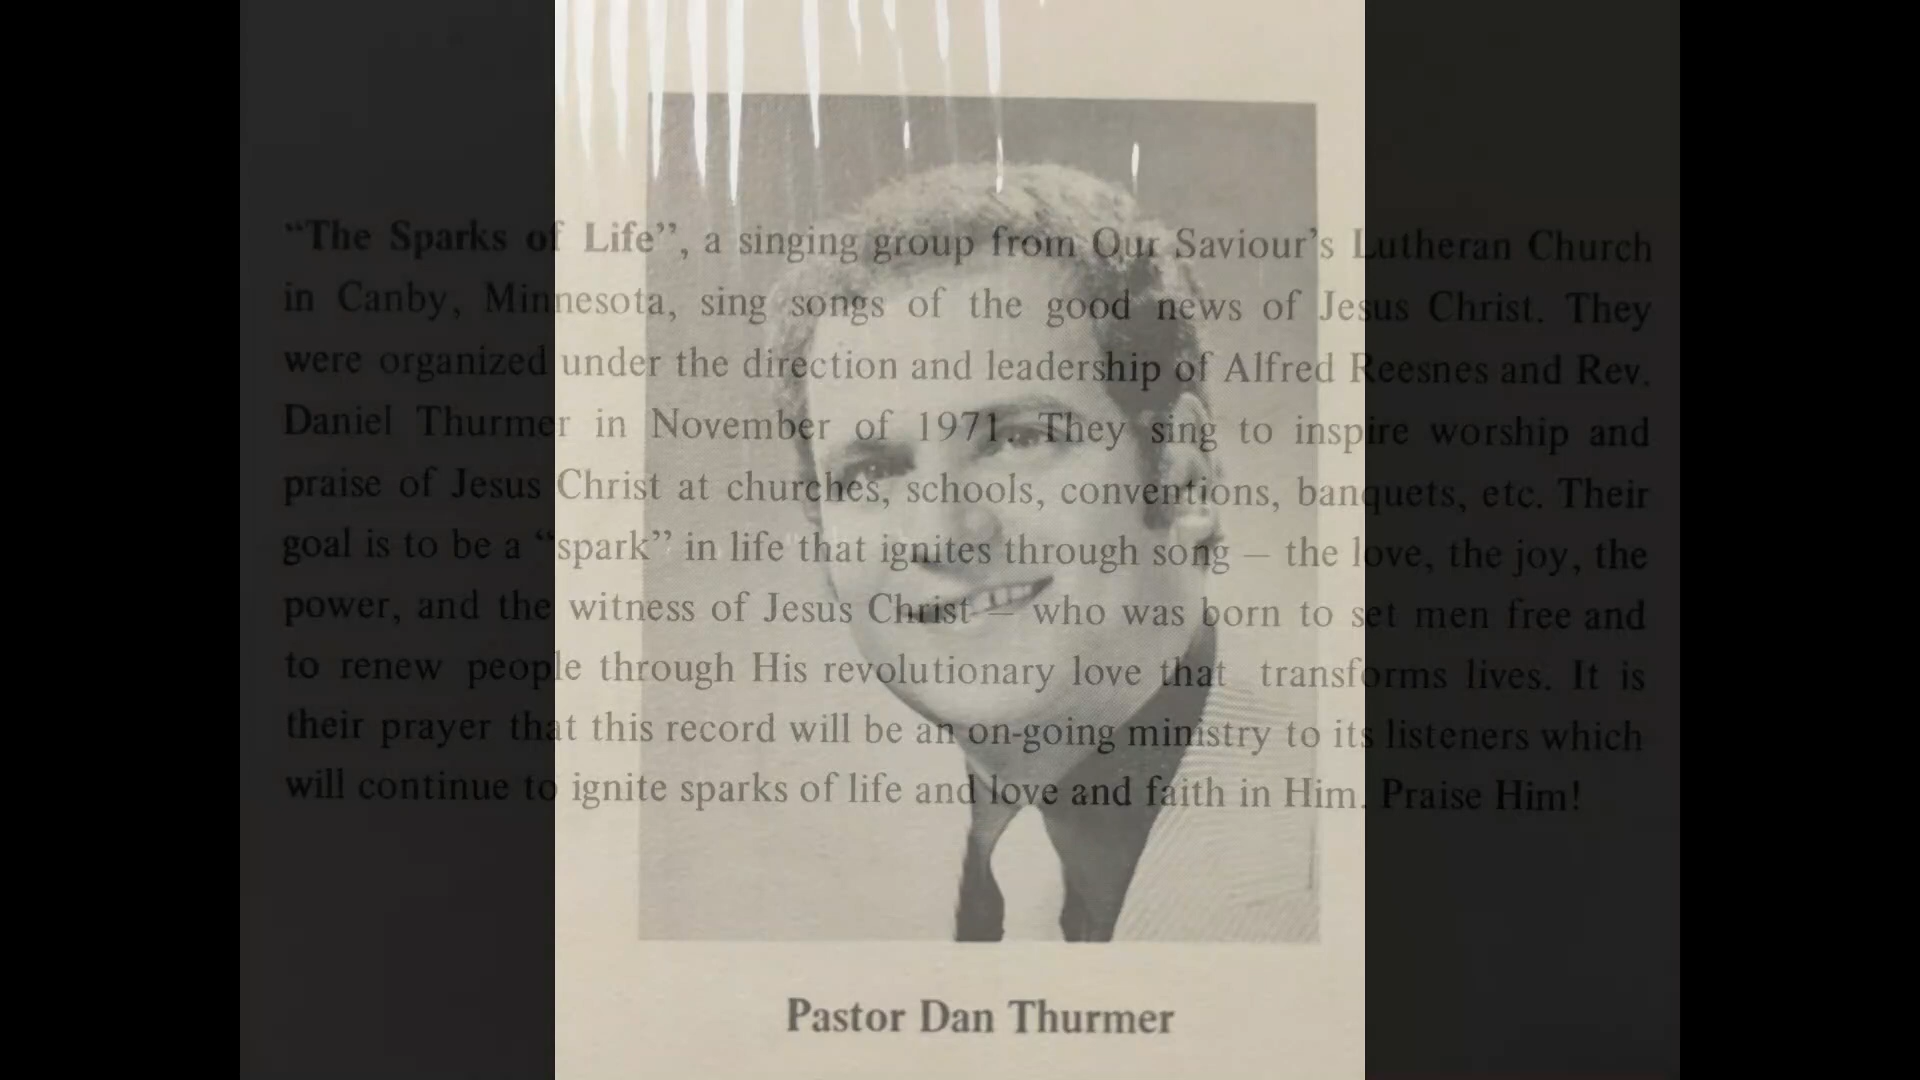 “The Sparks of Life”, a singing group from Our Saviour’s Lutheran Church
in Canby, Minnesota, sing songs of the good news of Jesus Christ. They
were organized under the direction and leadership of Alfred Reesnes and Rev.
Daniel Thurmer in November of 1971. They sing to inspire worship and
praise of Jesus Christ at churches, schools, conventions, banquets, etc. Their
goal is to be a “spark” in life that ignites through song — the love, the joy, the
power, and the witness of Jesus Christ — who was born to set men free and
to renew people through His revolutionary love that transforms lives. It is
their prayer that this record will be an on-going ministry to its listeners which
will continue to ignite sparks of life and love and faith in Him. Praise Him!
Pastor Dan Thurmer